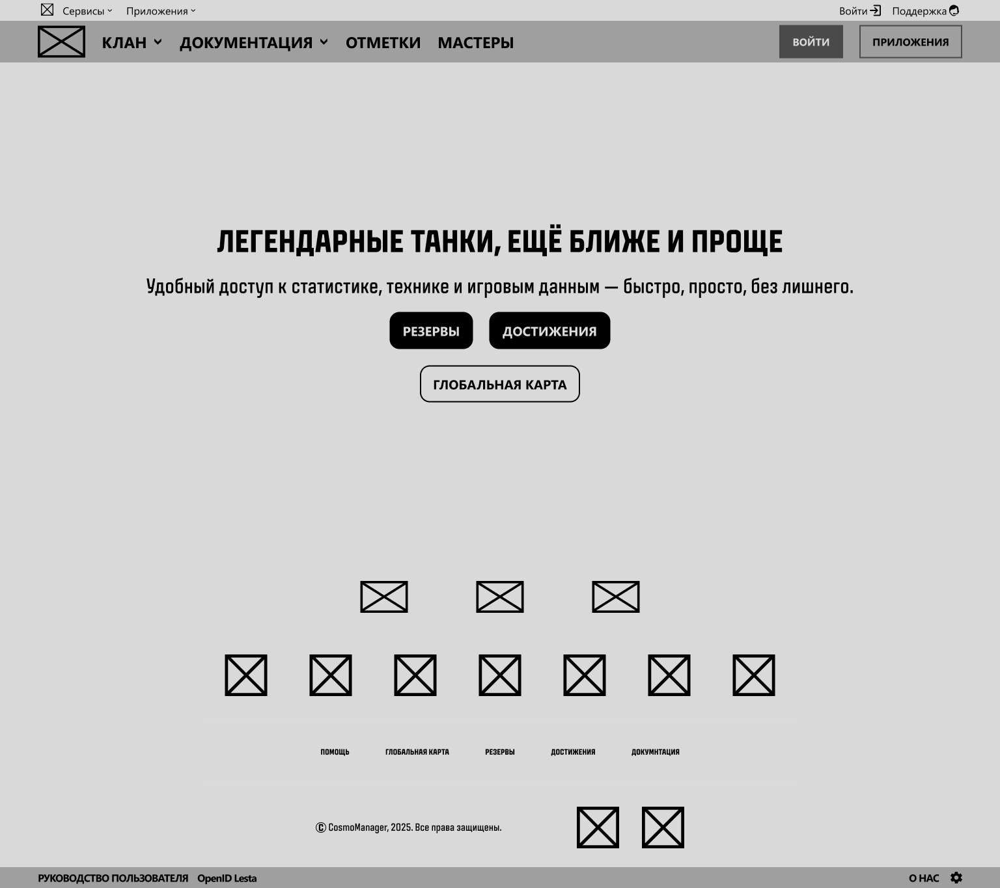 Сервисы Приложения Войти Поддержка
КЛАН ДОКУМЕНТАЦИЯ ОТМЕТКИ МАСТЕРЫ ВОЙТИ ПРИЛОЖЕНИЯ
ЛЕГЕНДАРНЫЕ ТАНКИ, ЕЩЁ БЛИЖЕ И ПРОЩЕ
Удобный доступ к статистике, технике и игровым данным — быстро, просто, без лишнего.
РЕЗЕРВЫ ДОСТИЖЕНИЯ
ГЛОБАЛЬНАЯ КАРТА
ПОМОЩЬ ГЛОБАЛЬНАЯ КАРТА РЕЗЕРВЫ ДОСТИЖЕНИЯ ДОКУМНТАЦИЯ
© CosmoManager, 2025. Все права защищены.
РУКОВОДСТВО ПОЛЬЗОВАТЕЛЯ OpenID Lesta О НАС